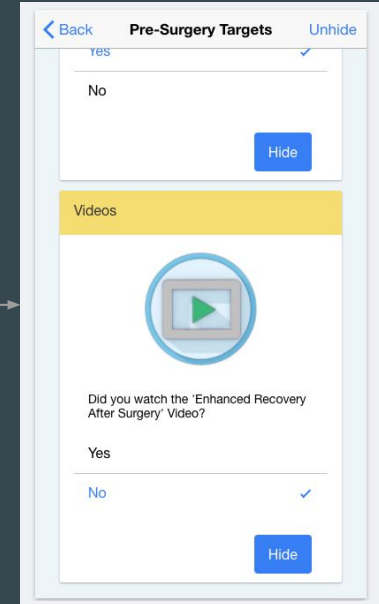 Back Pre-Surgery Targets Unhide
Yes
No
Hide
Videos
Did you watch the 'Enhanced Recovery
After Surgery' Video?
Yes
No
Hide